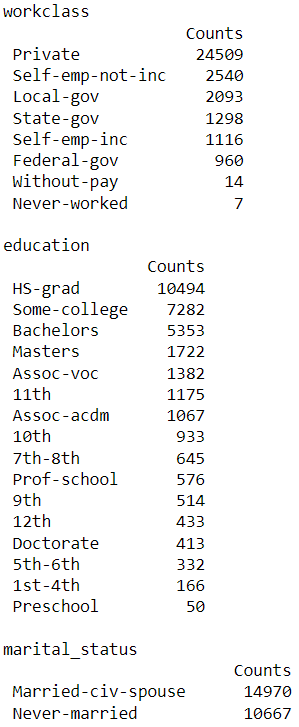 workclass
Counts
Private 24509
Self-emp-not-inc 2540
Local-gov 2093
State-gov 1298
Self-emp-inc 1116
Federal-gov 960
Without-pay 14
Never-worked 7
education
Counts
HS-grad 10494
Some-college 7282
Bachelors 5353
Masters 1722
Assoc-voc 1382
11th 1175
Assoc-acdm 1067
10th 933
7th-8th 645
Prof-school 576
9th 514
12th 433
Doctorate 413
5th-6th 332
1st-4th 166
Preschool 50
marital_status
Counts
Married-civ-spouse 14970
Never-married 10667